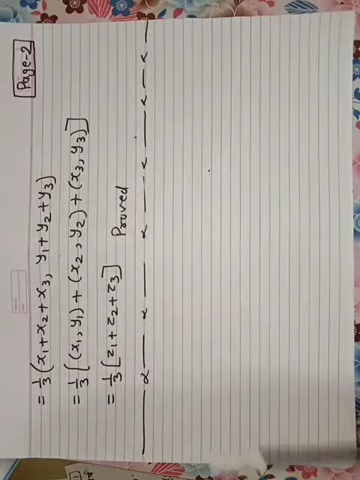 Page-2
= 1/3 (x₁+x₂+x₃, y₁+y₂+y₃)
= 1/3 [(x₁, y₁) + (x₂, y₂) + (x₃, y₃)]
= 1/3 [z₁+z₂+z₃] Proved